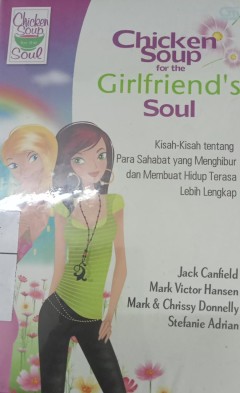 Chicken
Soup
for the
Soul
Chicken
Soup
for the
Girlfriend's
Soul
Kisah-Kisah tentang
Para Sahabat yang Menghibur
dan Membuat Hidup Terasa
Lebih Lengkap
Jack Canfield
Mark Victor Hansen
Mark & Chrissy Donnelly
Stefanie Adrian